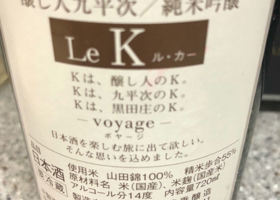 醸し人九平次／純米吟醸
Le K ル・カー
Kは、醸し人のK。
Kは、九平次のK。
Kは、黒田庄のK。
voyage
ボヤージ
日本酒を楽しむ旅に出て欲しい。
そんな思いを込めました。
日本酒
使用米 山田錦100% 精米歩合55%
原材料名 米(国産)、米麹(国産米)
アルコール分14度 内容量720ml